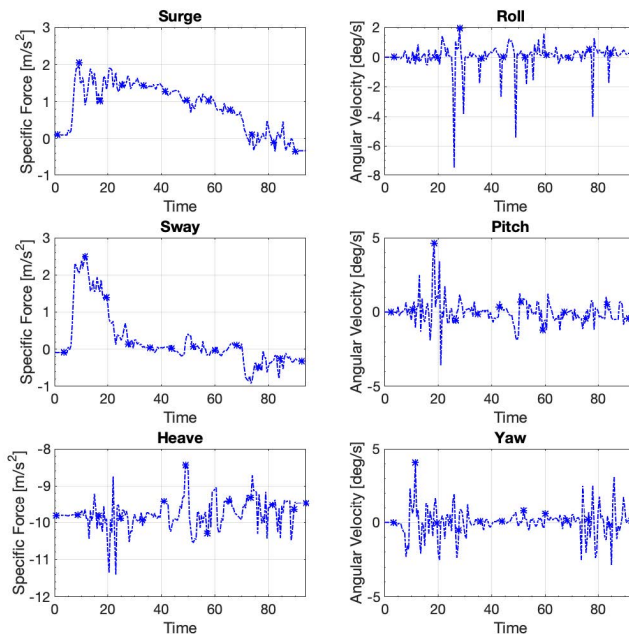 Surge
Specific Force [m/s²]
3
2
1
0
-1
0 20 40 60 80
Time
Roll
Angular Velocity [deg/s]
2
0
-2
-4
-6
-8
0 20 40 60 80
Time
Sway
Specific Force [m/s²]
3
2
1
0
-1
0 20 40 60 80
Time
Pitch
Angular Velocity [deg/s]
5
0
-5
0 20 40 60 80
Time
Heave
Specific Force [m/s²]
-8
-9
-10
-11
-12
0 20 40 60 80
Time
Yaw
Angular Velocity [deg/s]
5
0
-5
0 20 40 60 80
Time